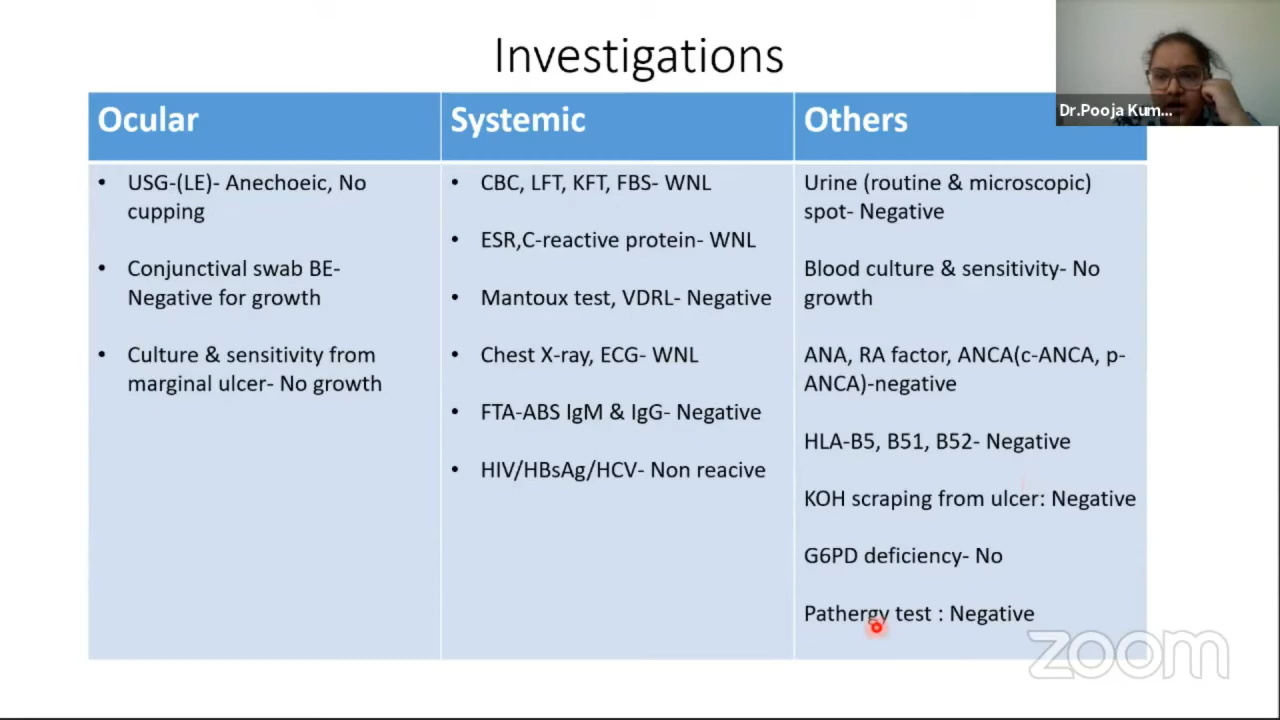 Investigations
Dr.Pooja Kum...
Ocular
Systemic
Others
• USG-(LE)- Anechoeic, No
cupping
• Conjunctival swab BE-
Negative for growth
• Culture & sensitivity from
marginal ulcer- No growth
• CBC, LFT, KFT, FBS- WNL
• ESR,C-reactive protein- WNL
• Mantoux test, VDRL- Negative
• Chest X-ray, ECG- WNL
• FTA-ABS IgM & IgG- Negative
• HIV/HBsAg/HCV- Non reacive
Urine (routine & microscopic)
spot- Negative
Blood culture & sensitivity- No
growth
ANA, RA factor, ANCA(c-ANCA, p-
ANCA)-negative
HLA-B5, B51, B52- Negative
KOH scraping from ulcer: Negative
G6PD deficiency- No
Pathergy test : Negative
zoom